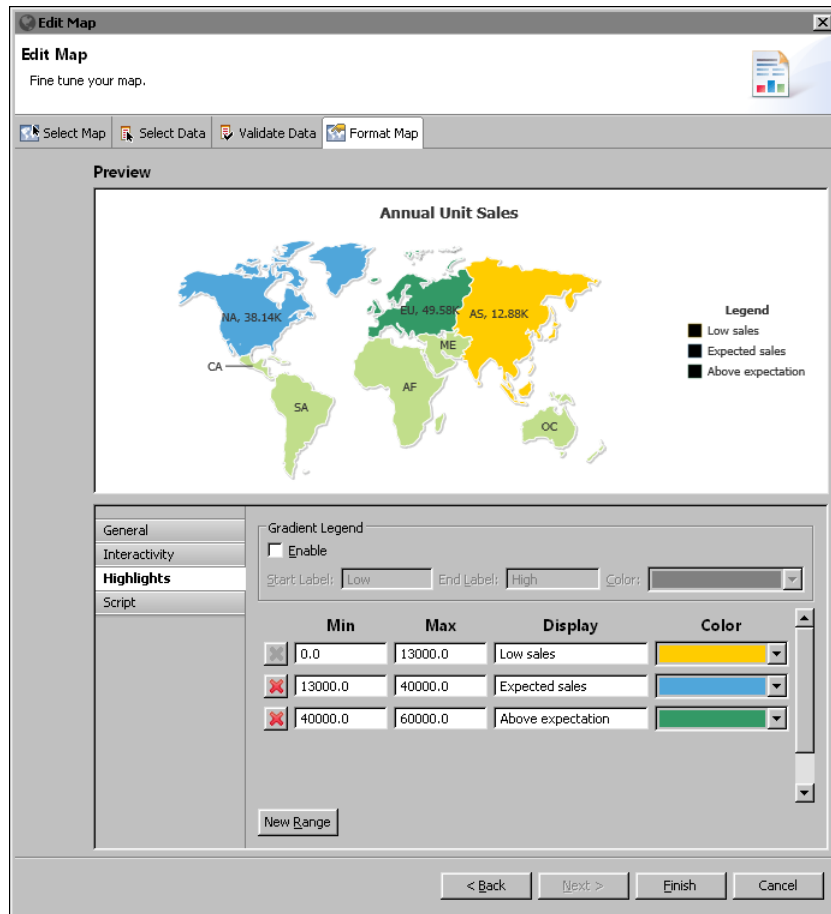 Edit Map
Edit Map
Fine tune your map.
Select Map Select Data Validate Data Format Map
Preview
Annual Unit Sales
NA, 38.14K
EU, 49.58K
AS, 12.88K
ME
CA
AF
SA
OC
Legend
Low sales
Expected sales
Above expectation
General
Interactivity
Highlights
Script
Gradient Legend
Enable
Start Label: Low End Label: High Color:
Min Max Display Color
0.0 13000.0 Low sales
13000.0 40000.0 Expected sales
40000.0 60000.0 Above expectation
New Range
< Back Next > Finish Cancel